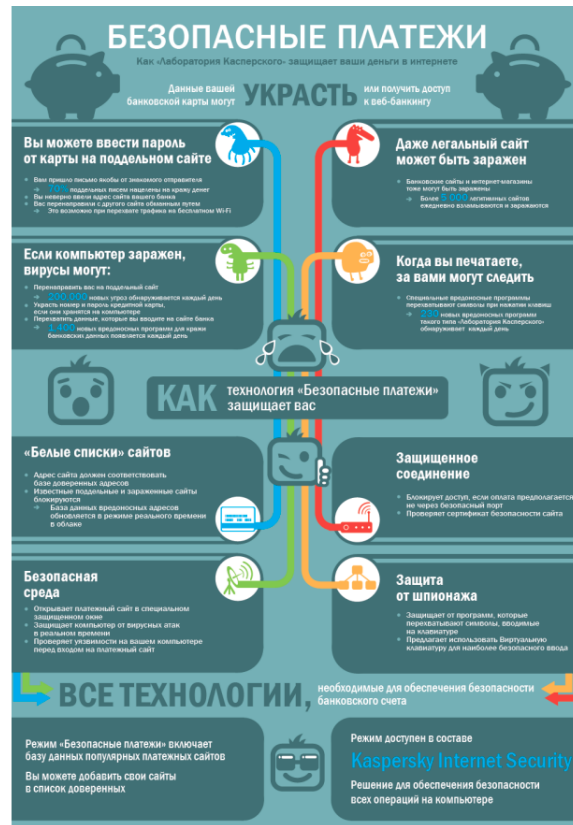 БЕЗОПАСНЫЕ ПЛАТЕЖИ
Как «Лаборатория Касперского» защищает ваши деньги в интернете
Данные вашей
банковской карты могут
УКРАСТЬ
или получить доступ
к веб-банкингу
Вы можете ввести пароль
от карты на поддельном сайте
Вам пришло письмо якобы от знакомого отправителя
70% поддельных писем нацелены на кражу денег
Вы неверно ввели адрес сайта вашего банка
Вас перенаправили с другого сайта обманным путем
Это возможно при перехвате трафика на бесплатном Wi-Fi
Даже легальный сайт
может быть заражен
Банковские сайты и интернет-магазины
тоже могут быть заражены
Более 5 000 легитимных сайтов
ежедневно взламываются и заражаются
Если компьютер заражен,
вирусы могут:
Перенаправить вас на поддельный сайт
200 000 новых угроз обнаруживается каждый день
Украсть номер и пароль кредитной карты,
если они хранятся на компьютере
Перехватить данные, которые вы вводите на сайте банка
1 400 новых вредоносных программ для кражи
банковских данных появляется каждый день
Когда вы печатаете,
за вами могут следить
Специальные вредоносные программы
перехватывают символы при нажатии клавиш
230 новых вредоносных программ
такого типа «Лаборатория Касперского»
обнаруживает каждый день
КАК
технология «Безопасные платежи»
защищает вас
«Белые списки» сайтов
Адрес сайта должен соответствовать
базе доверенных адресов
Известные поддельные и зараженные сайты
блокируются
База данных вредоносных адресов
обновляется в режиме реального времени
в облаке
Защищенное
соединение
Блокирует доступ, если оплата предполагается
не через безопасный порт
Проверяет сертификат безопасности сайта
Безопасная
среда
Открывает платежный сайт в специальном
защищенном окне
Защищает компьютер от вирусных атак
в реальном времени
Проверяет уязвимости на вашем компьютере
перед входом на платежный сайт
Защита
от шпионажа
Защищает от программ, которые
перехватывают символы, вводимые
на клавиатуре
Предлагает использовать Виртуальную
клавиатуру для наиболее безопасного ввода
ВСЕ ТЕХНОЛОГИИ,
необходимые для обеспечения безопасности
банковского счета
Режим «Безопасные платежи» включает
базу данных популярных платежных сайтов
Вы можете добавить свои сайты
в список доверенных
Режим доступен в составе
Kaspersky Internet Security
Решение для обеспечения безопасности
всех операций на компьютере